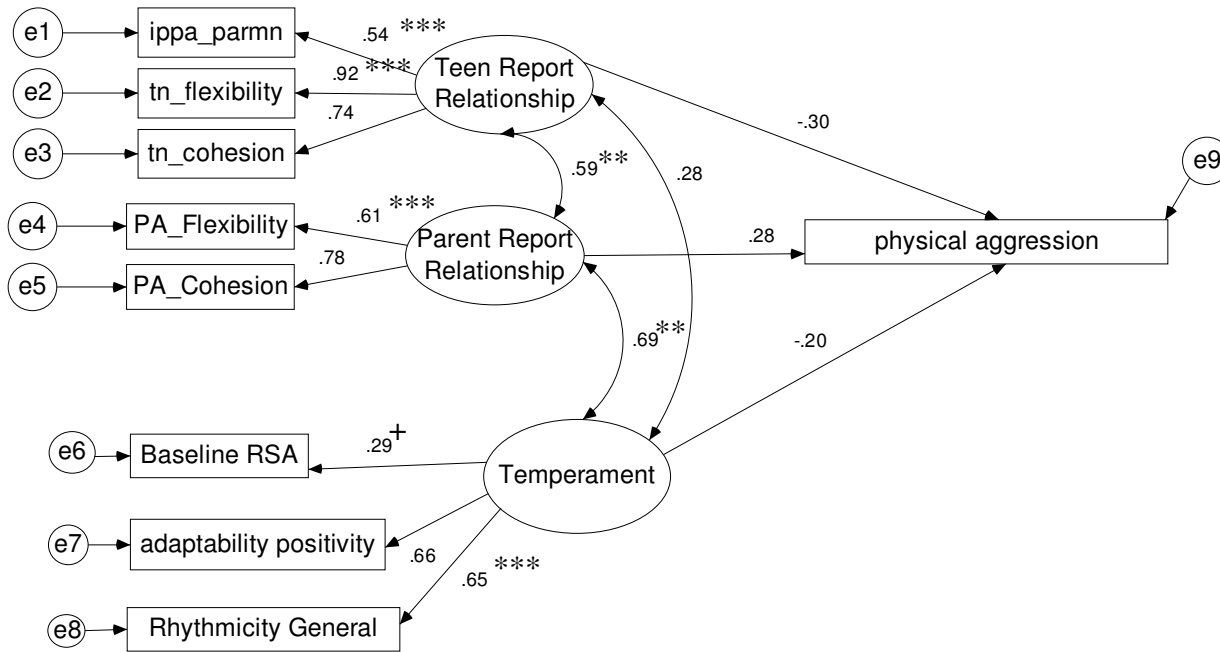 e1
ippa_parmn
.54 ***
Teen Report
Relationship
e2
tn_flexibility
.92 ***
e3
tn_cohesion
.74
-.30
e9
.59**
.28
e4
PA_Flexibility
.61 ***
Parent Report
Relationship
.28
physical aggression
e5
PA_Cohesion
.78
.69**
-.20
e6
Baseline RSA
.29+
Temperament
e7
adaptability positivity
.66
.65 ***
e8
Rhythmicity General